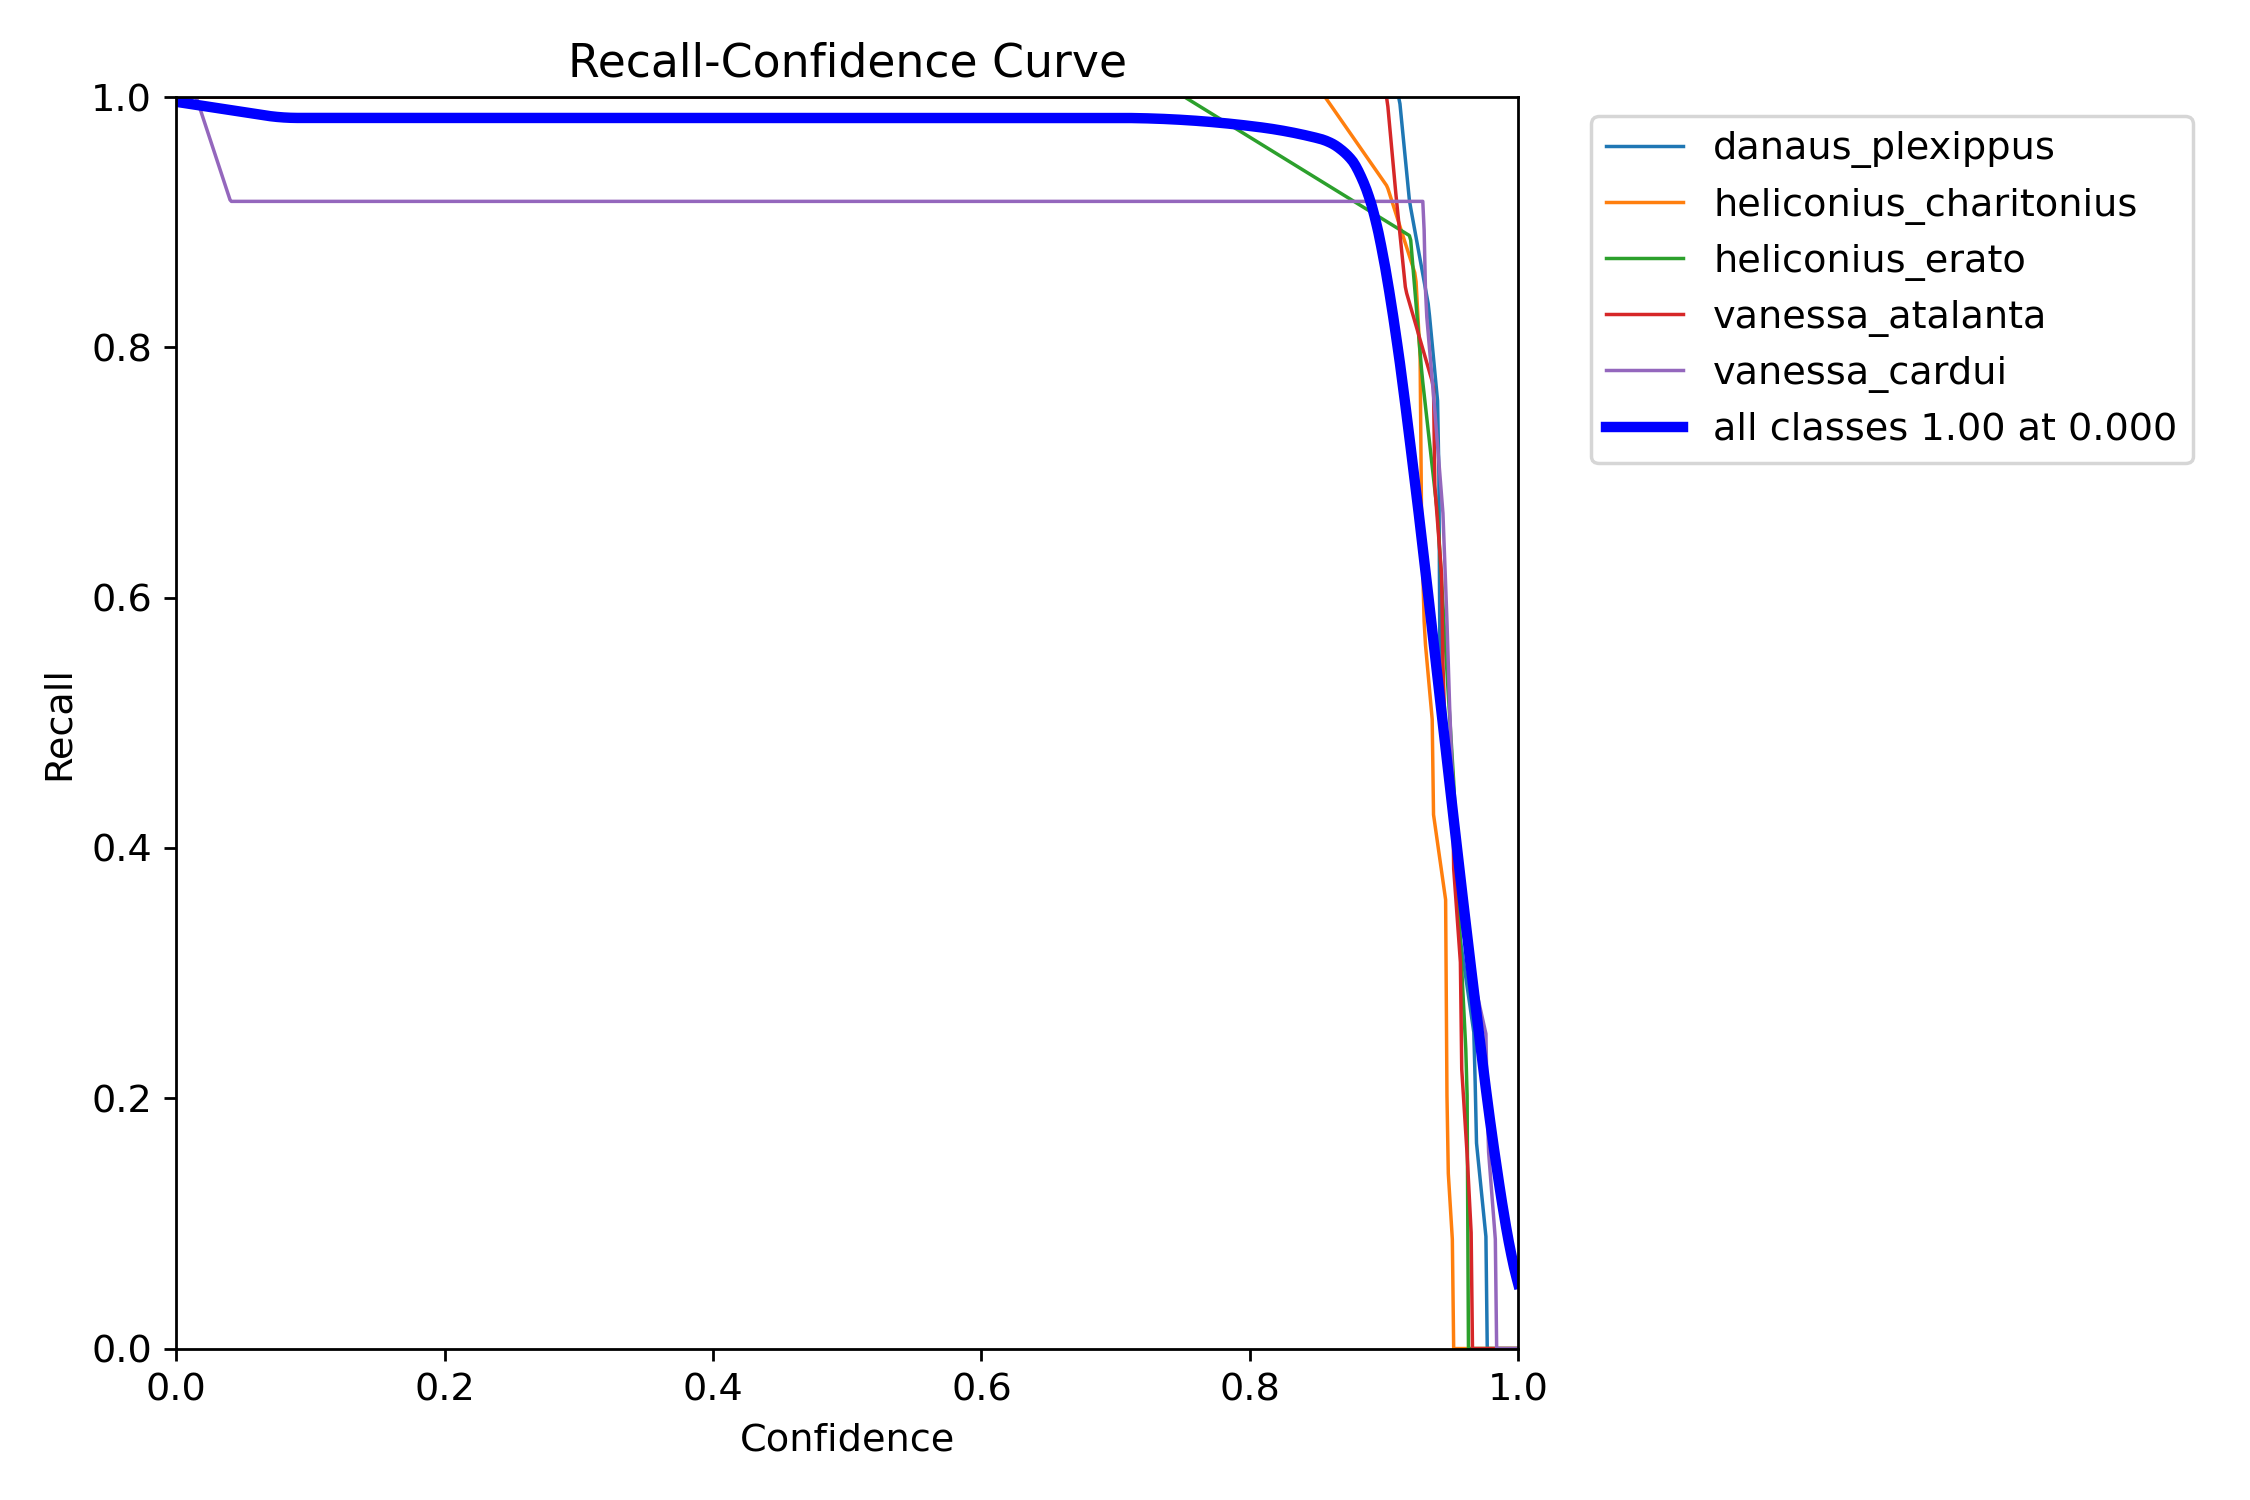 Recall-Confidence Curve
1.0
0.8
0.6
0.4
0.2
0.0
Recall
0.0 0.2 0.4 0.6 0.8 1.0
Confidence
danaus_plexippus
heliconius_charitonius
heliconius_erato
vanessa_atalanta
vanessa_cardui
all classes 1.00 at 0.000